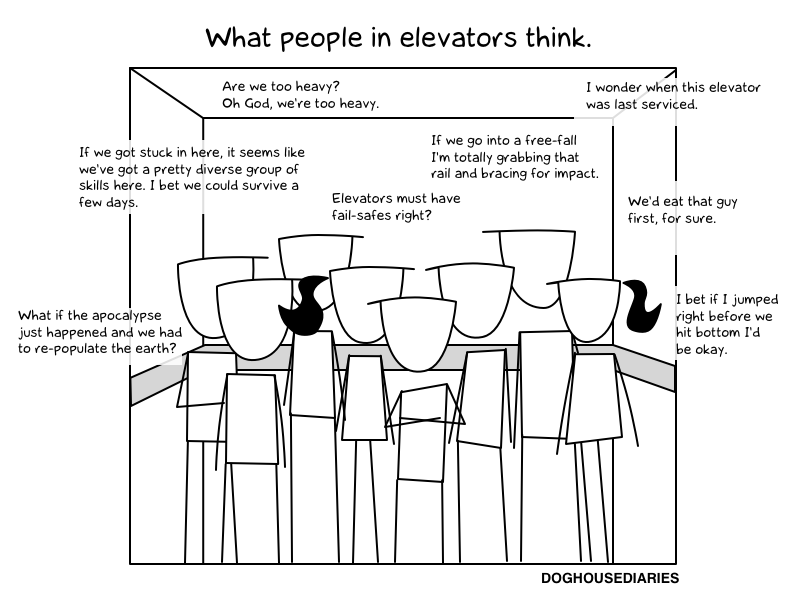 What people in elevators think.
Are we too heavy?
Oh God, we're too heavy.
I wonder when this elevator
was last serviced.
If we got stuck in here, it seems like
we've got a pretty diverse group of
skills here. I bet we could survive a
few days.
If we go into a free-fall
I'm totally grabbing that
rail and bracing for impact.
Elevators must have
fail-safes right?
We'd eat that guy
first, for sure.
What if the apocalypse
just happened and we had
to re-populate the earth?
I bet if I jumped
right before we
hit bottom I'd
be okay.
DOGHOUSEDIARIES